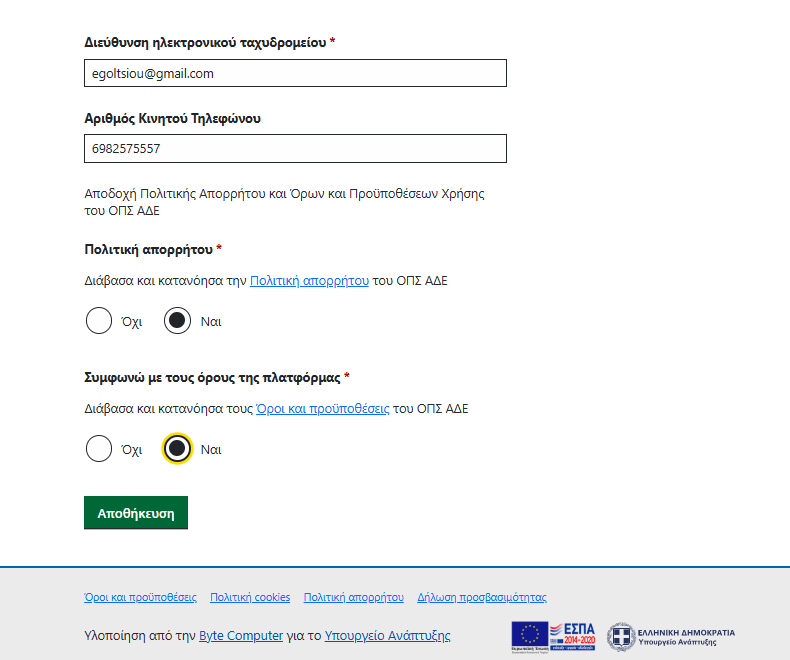 Διεύθυνση ηλεκτρονικού ταχυδρομείου *
egoltsiou@gmail.com
Αριθμός Κινητού Τηλεφώνου
6982575557
Αποδοχή Πολιτικής Απορρήτου και Όρων και Προϋποθέσεων Χρήσης
του ΟΠΣ ΑΔΕ
Πολιτική απορρήτου *
Διάβασα και κατανόησα την Πολιτική απορρήτου του ΟΠΣ ΑΔΕ
Όχι Ναι
Συμφωνώ με τους όρους της πλατφόρμας *
Διάβασα και κατανόησα τους Όροι και προϋποθέσεις του ΟΠΣ ΑΔΕ
Όχι Ναι
Αποθήκευση
Όροι και προϋποθέσεις Πολιτική cookies Πολιτική απορρήτου Δήλωση προσβασιμότητας
Υλοποίηση από την Byte Computer για το Υπουργείο Ανάπτυξης
Ευρωπαϊκή Ένωση
ΕΣΠΑ
2014-2020
ΕΛΛΗΝΙΚΗ ΔΗΜΟΚΡΑΤΙΑ
Υπουργείο Ανάπτυξης